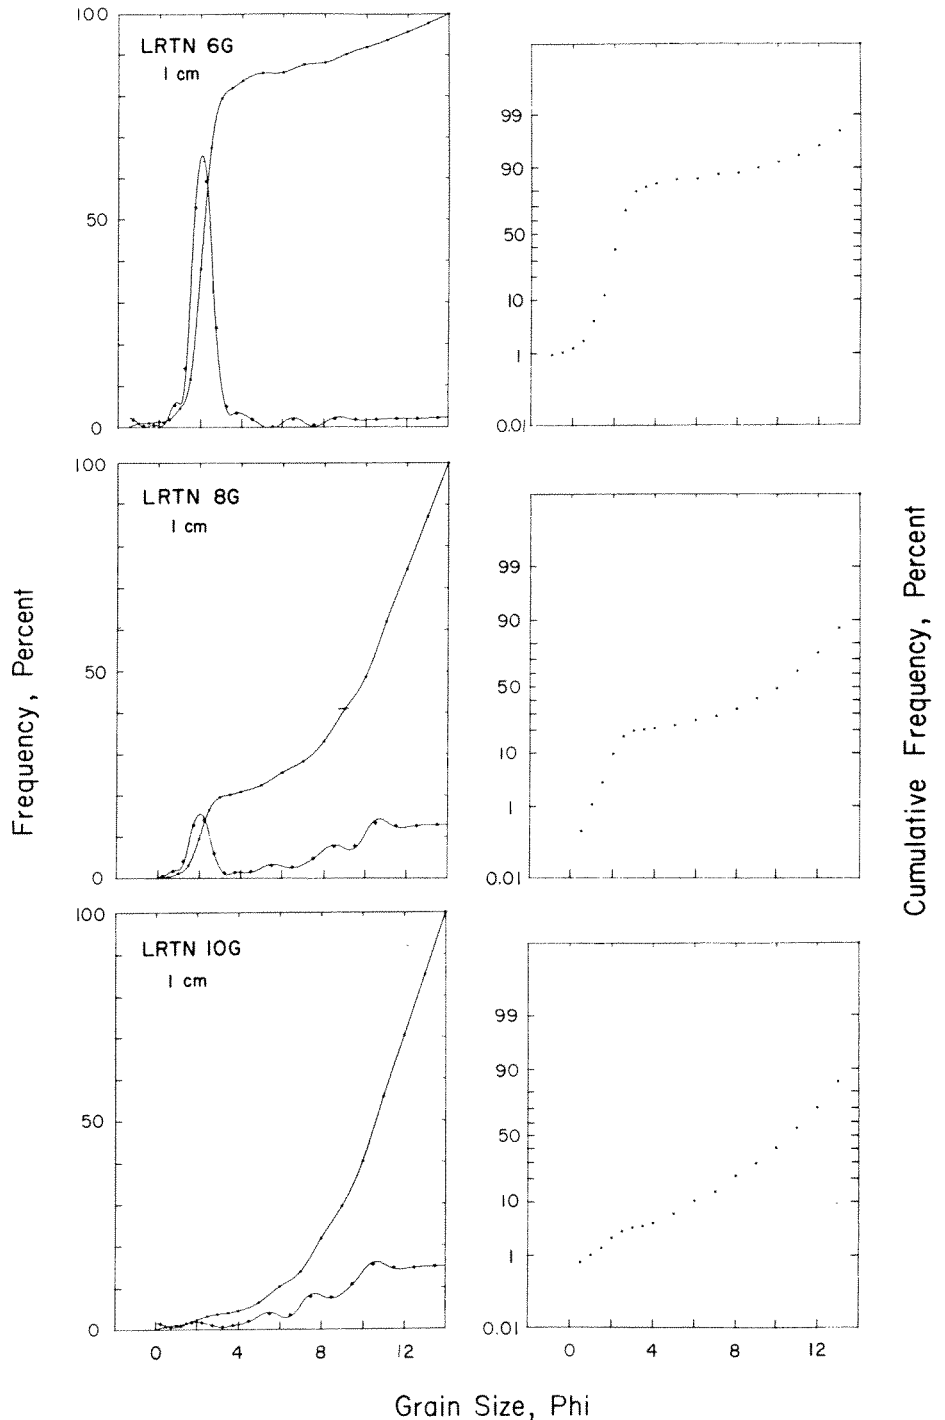 100
LRTN 6G
1 cm
50
0
99
90
50
10
1
0.01
100
LRTN 8G
1 cm
50
0
99
90
50
10
1
0.01
100
LRTN 10G
1 cm
50
0
0 4 8 12
99
90
50
10
1
0.01
0 4 8 12
Frequency, Percent
Cumulative Frequency, Percent
Grain Size, Phi